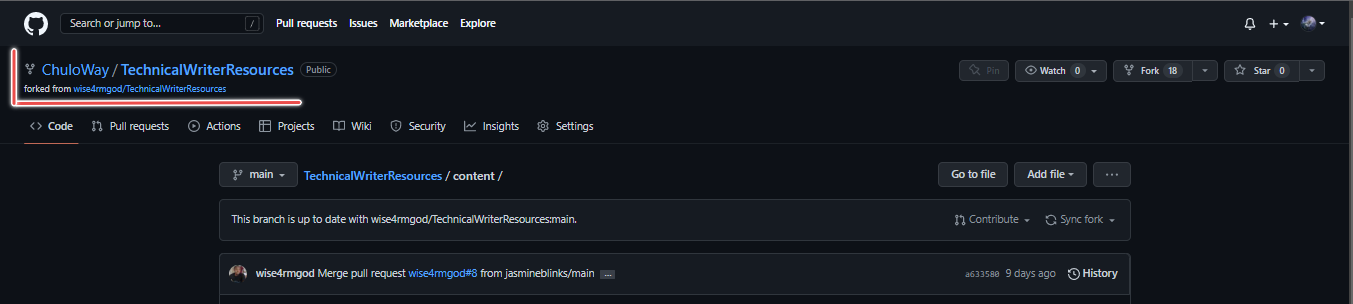 Search or jump to... / Pull requests Issues Marketplace Explore
ChuloWay / TechnicalWriterResources Public Pin Watch 0 Fork 18 Star 0
forked from wise4rmgod/TechnicalWriterResources
Code Pull requests Actions Projects Wiki Security Insights Settings
main TechnicalWriterResources / content / Go to file Add file ...
This branch is up to date with wise4rmgod/TechnicalWriterResources:main. Contribute Sync fork
wise4rmgod Merge pull request wise4rmgod#8 from jasmineblinks/main ... a633580 9 days ago History